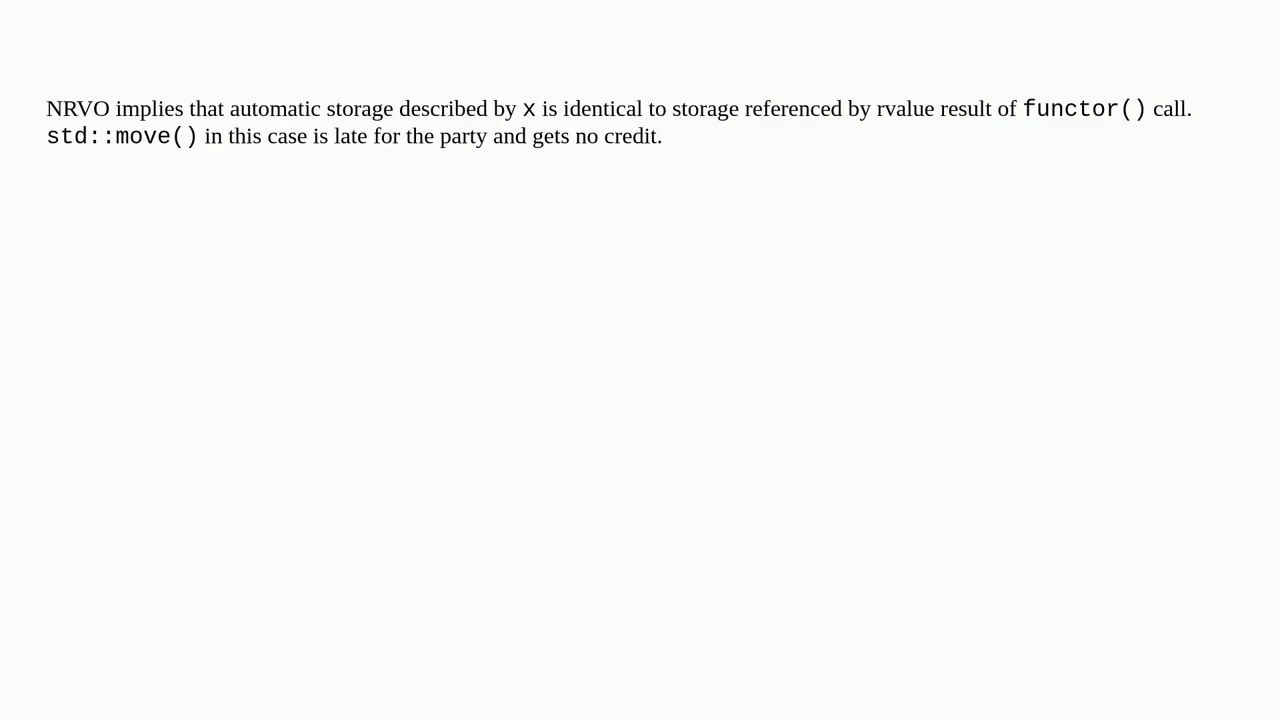 NRVO implies that automatic storage described by x is identical to storage referenced by rvalue result of functor() call.
std::move() in this case is late for the party and gets no credit.